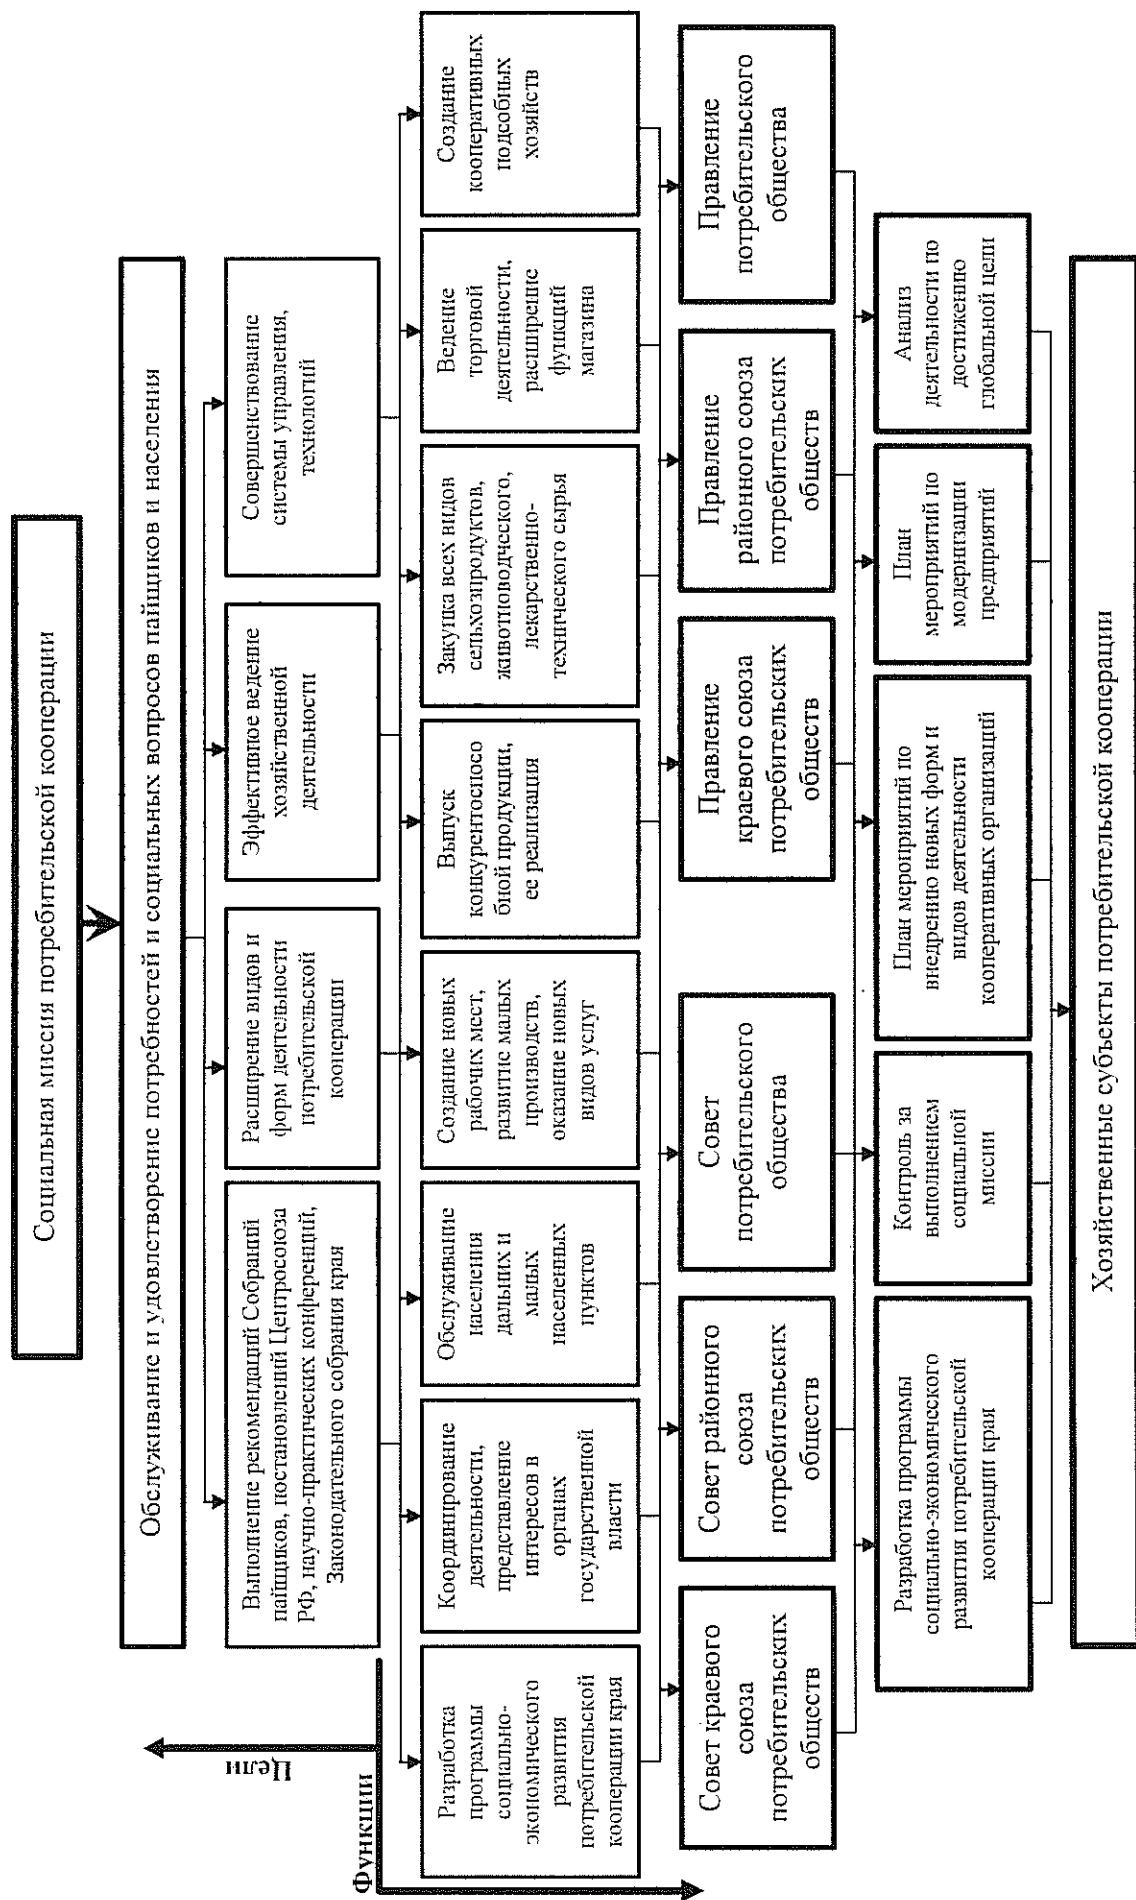 Социальная миссия потребительской кооперации
Обслуживание и удовлетворение потребностей и социальных вопросов пайщиков и населения
Цели
Выполнение рекомендаций Собраний
пайщиков, постановлений Центросоюза
РФ, научно-практических конференций,
Законодательного собрания края
Расширение видов и
форм деятельности
потребительской
кооперации
Эффективное ведение
хозяйственной
деятельности
Совершенствование
системы управления,
технологий
Функции
Разработка
программы
социально-
экономического
развития
потребительской
кооперации края
Координирование
деятельности,
представление
интересов в
органах
государственной
власти
Обслуживание
населения
дальних и
малых
населенных
пунктов
Создание новых
рабочих мест,
развитие малых
производств,
оказание новых
видов услуг
Выпуск
конкурентоспосо
бной продукции,
ее реализация
Закупка всех видов
сельхозпродуктов,
животноводческого,
лекарственно-
технического сырья
Ведение
торговой
деятельности,
расширение
функций
магазина
Создание
кооперативных
подсобных
хозяйств
Совет краевого
союза
потребительских
обществ
Совет районного
союза
потребительских
обществ
Совет
потребительского
общества
Правление
краевого союза
потребительских
обществ
Правление
районного союза
потребительских
обществ
Правление
потребительского
общества
Разработка программы
социально-экономического
развития потребительской
кооперации края
Контроль за
выполнением
социальной
миссии
План мероприятий по
внедрению новых форм и
видов деятельности
кооперативных организаций
План
мероприятий по
модернизации
предприятий
Анализ
деятельности по
достижению
глобальной цели
Хозяйственные субъекты потребительской кооперации